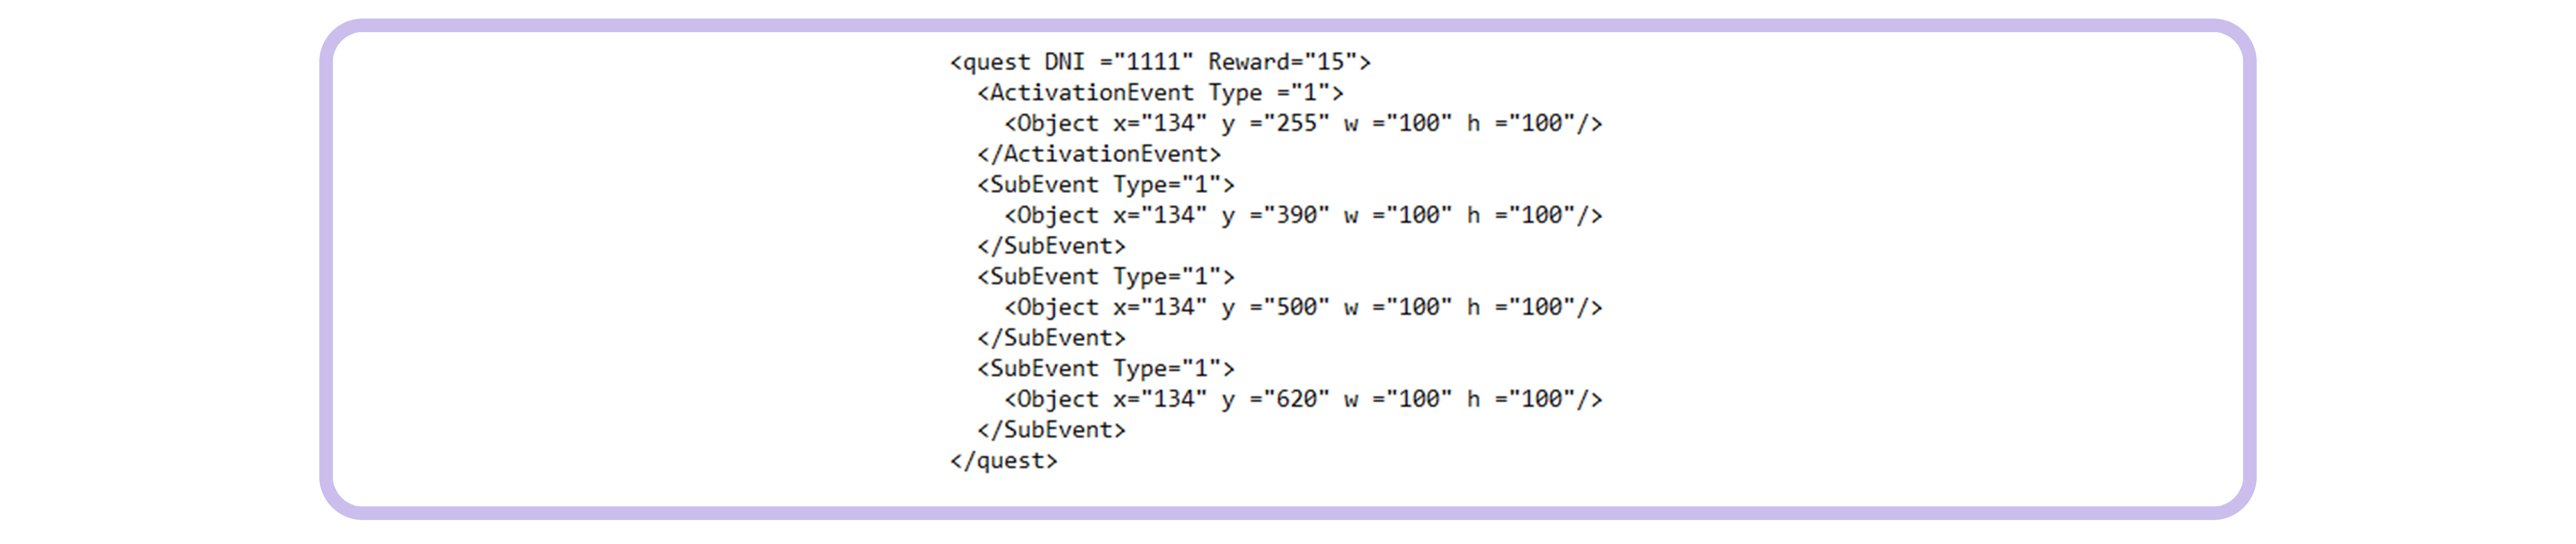 <quest DNI ="1111" Reward="15">
<ActivationEvent Type ="1">
<Object x="134" y ="255" w ="100" h ="100"/>
</ActivationEvent>
<SubEvent Type="1">
<Object x="134" y ="390" w ="100" h ="100"/>
</SubEvent>
<SubEvent Type="1">
<Object x="134" y ="500" w ="100" h ="100"/>
</SubEvent>
<SubEvent Type="1">
<Object x="134" y ="620" w ="100" h ="100"/>
</SubEvent>
</quest>